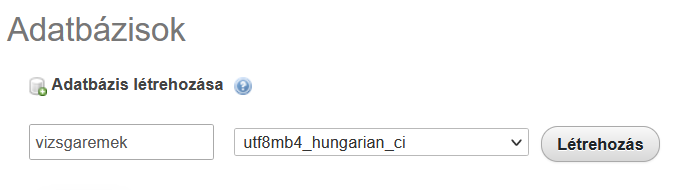 Adatbázisok
Adatbázis létrehozása
vizsgaremek utf8mb4_hungarian_ci Létrehozás